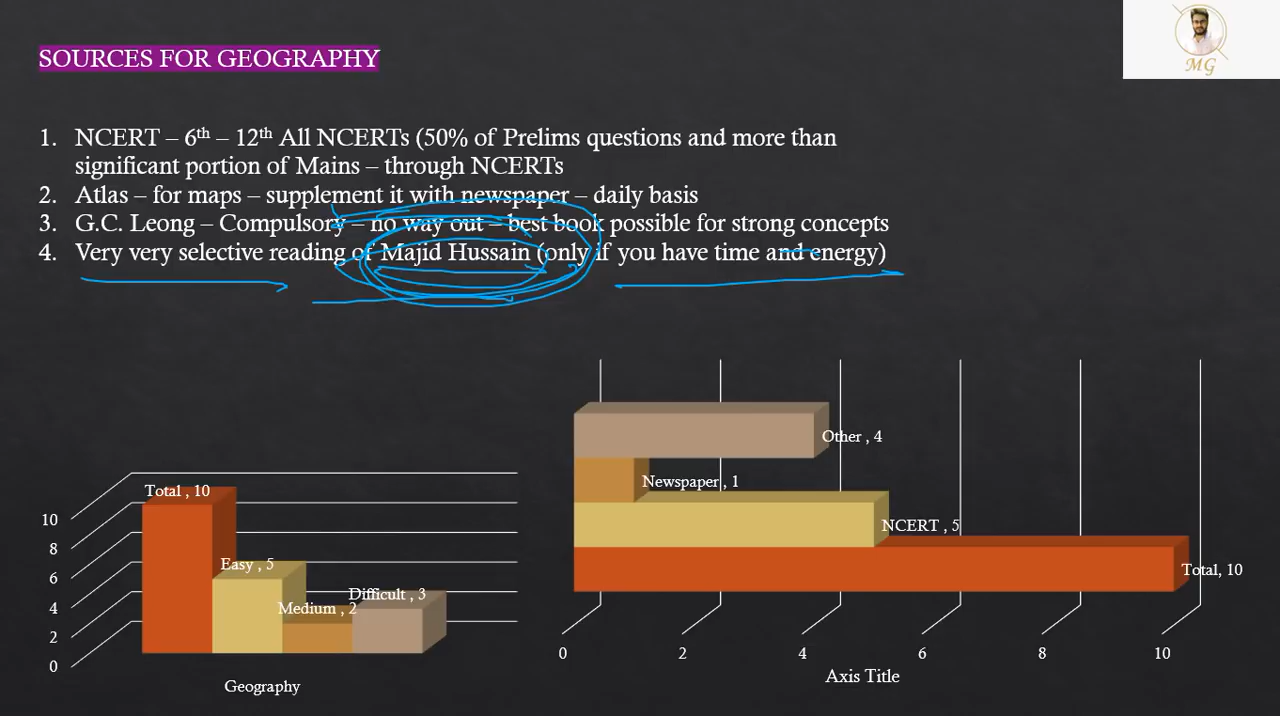 SOURCES FOR GEOGRAPHY
MG
1. NCERT – 6th – 12th All NCERTs (50% of Prelims questions and more than
significant portion of Mains – through NCERTs
2. Atlas – for maps – supplement it with newspaper – daily basis
3. G.C. Leong – Compulsory – no way out – best book possible for strong concepts
4. Very very selective reading of Majid Hussain (only if you have time and energy)
Total , 10
Easy , 5
Medium , 2
Difficult , 3
10
8
6
4
2
0
Geography
Other , 4
Newspaper , 1
NCERT , 5
Total, 10
0 2 4 6 8 10
Axis Title